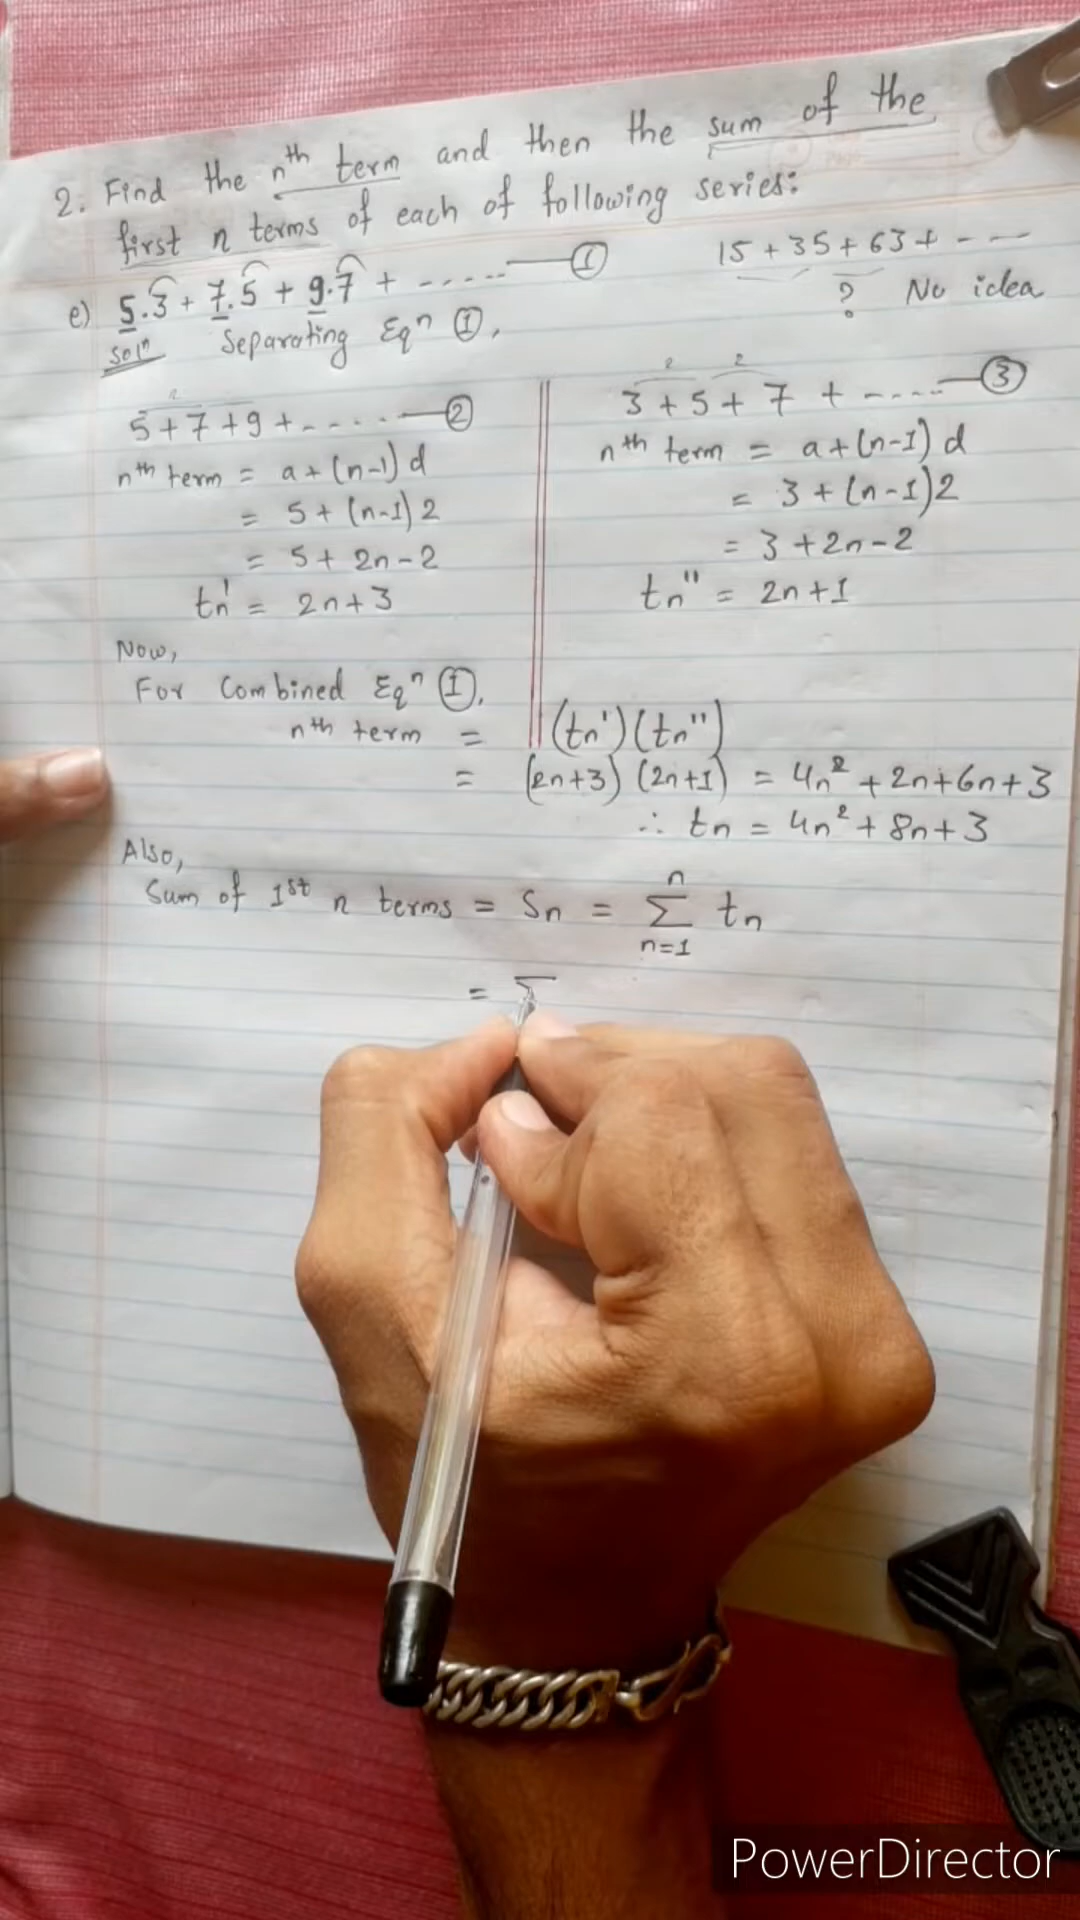 2. Find the nth term and then the sum of the
first n terms of each of following series:
e) 5.3 + 7.5 + 9.7 + ...... ①
15 + 35 + 63 + - - -
? No idea
Soln Separating Eqn ①,
5+7+9+ - . . . . ②
nth term = a + (n-1) d
= 5 + (n-1) 2
= 5 + 2n - 2
tn' = 2n+3
3 + 5 + 7 + - ... ③
nth term = a + (n-1) d
= 3 + (n-1) 2
= 3 + 2n - 2
tn" = 2n+1
Now,
For Combined Eqn ①,
nth term = (tn') (tn")
= (2n+3) (2n+1) = 4n² + 2n + 6n + 3
∴ tn = 4n² + 8n + 3
Also,
Sum of 1st n terms = Sn = n Σ n=1 tn
= Σ
PowerDirector